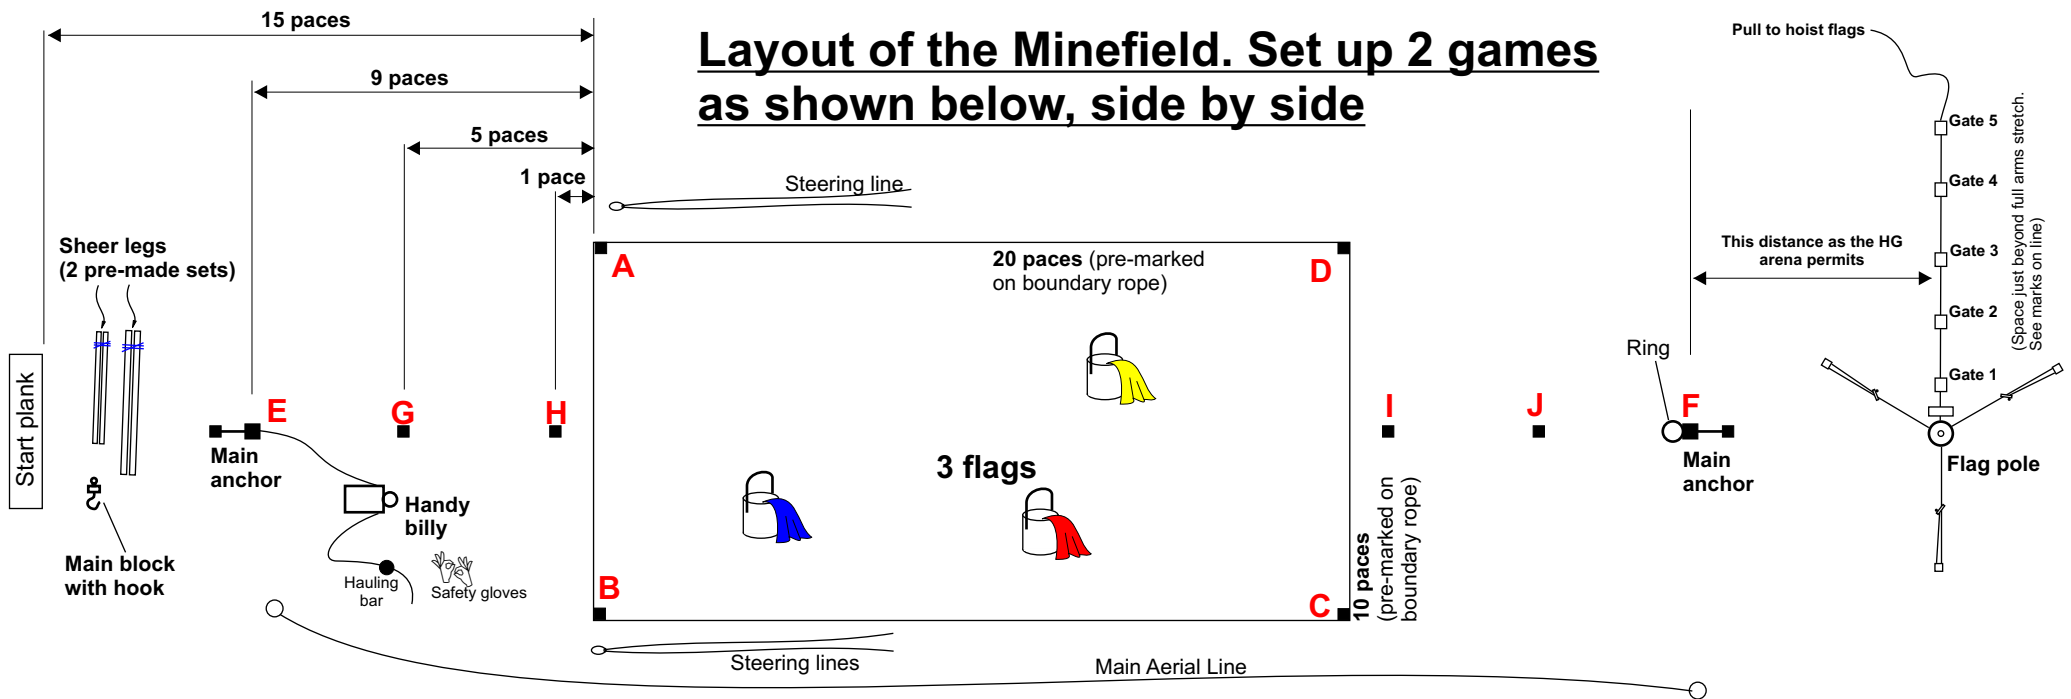 15 paces
Layout of the Minefield. Set up 2 games
as shown below, side by side
Pull to hoist flags
9 paces
5 paces
1 pace
Steering line
Gate 5
Gate 4
Gate 3
Gate 2
Gate 1
(Space just beyond full arms stretch.
See marks on line)
Sheer legs
(2 pre-made sets)
A
20 paces (pre-marked
on boundary rope)
D
This distance as the HG
arena permits
Ring
Start plank
E
G
H
I
J
F
Main
anchor
3 flags
Main
anchor
Flag pole
Handy
billy
Main block
with hook
Hauling
bar
Safety gloves
B
C
10 paces
(pre-marked on
boundary rope)
Steering lines
Main Aerial Line